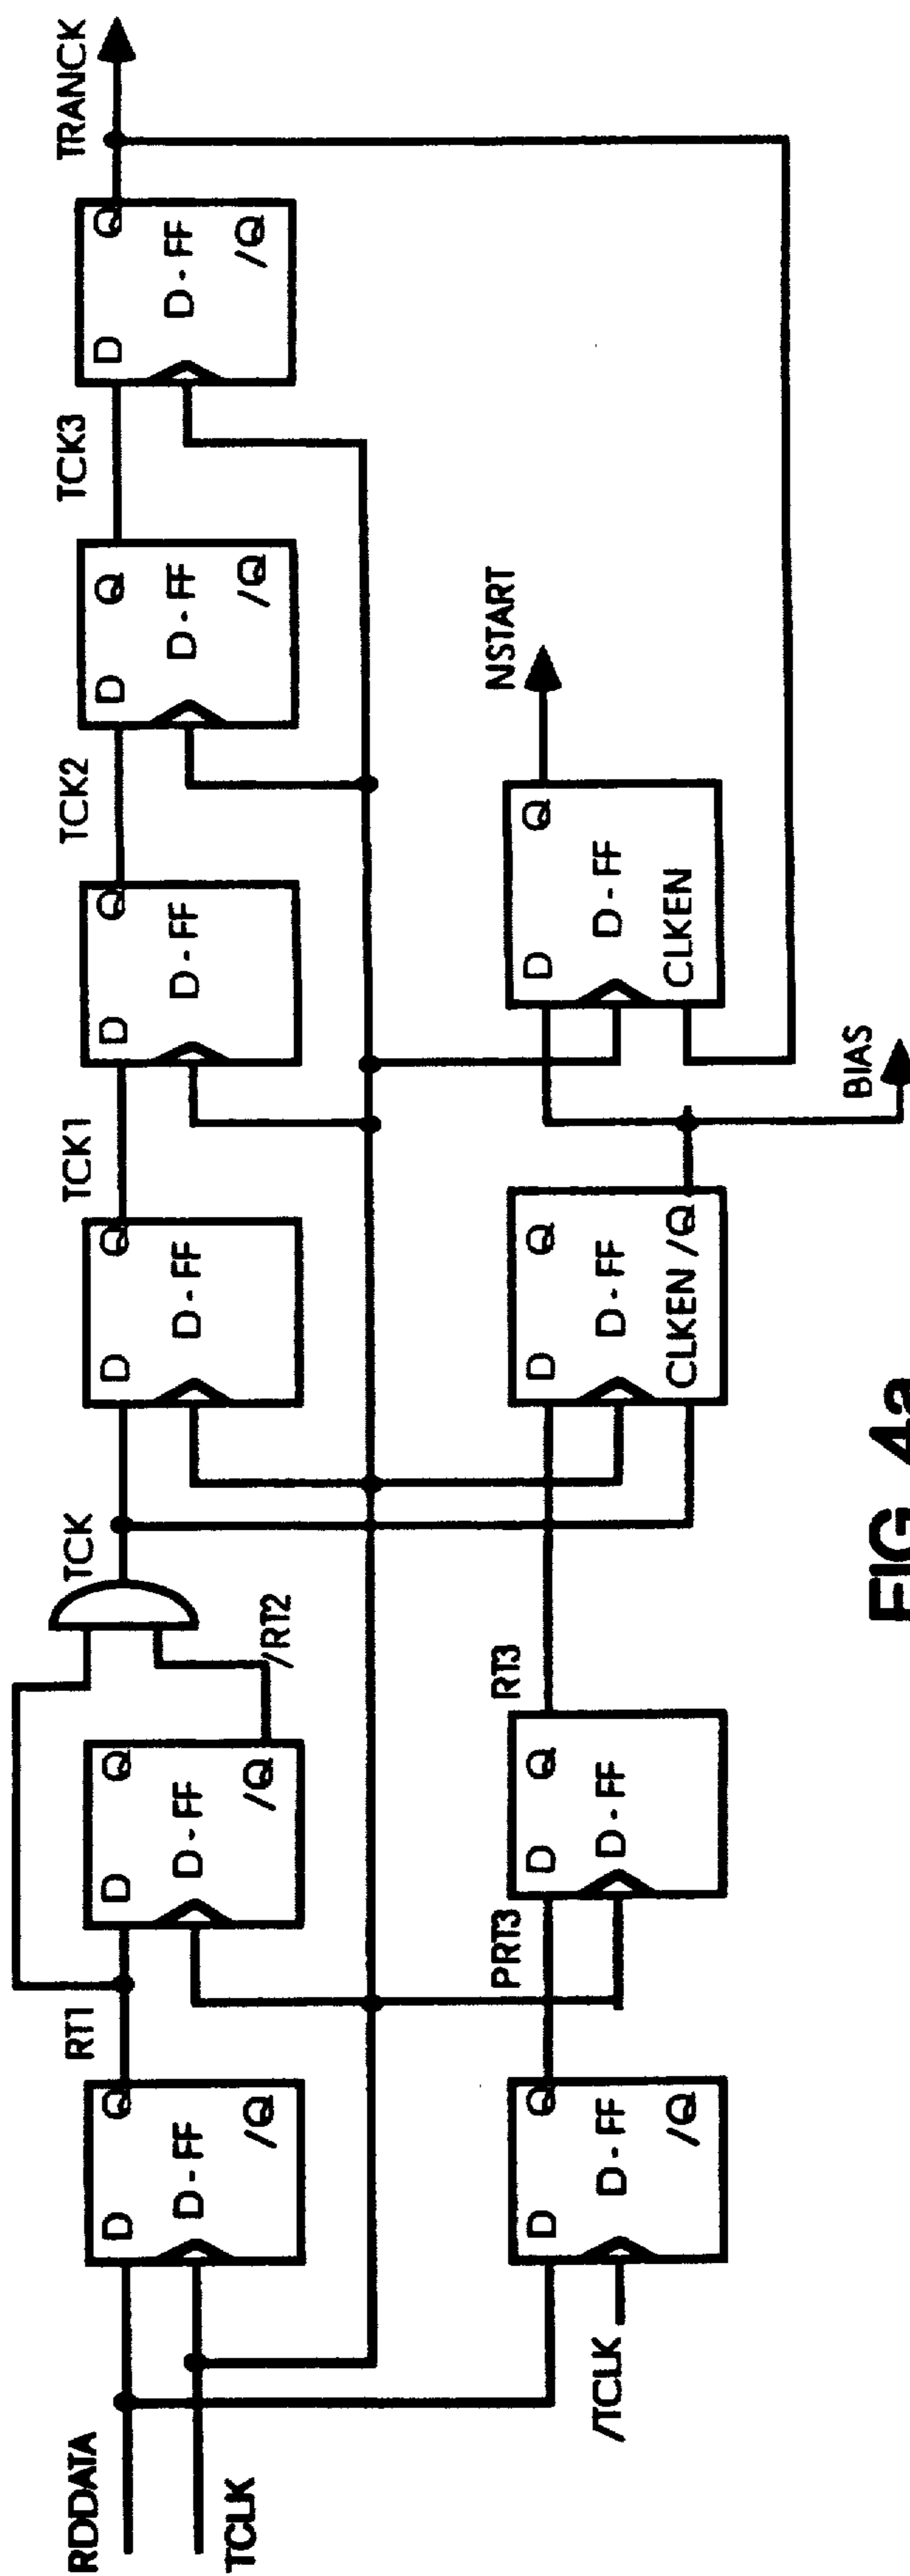 RDDATA
TCLK
D Q
D-FF
/Q
RT1
D Q
D-FF
/Q
/RT2
TCK
D Q
D-FF
TCK1
D Q
D-FF
TCK2
D Q
D-FF
/Q
TCK3
D Q
D-FF
/Q
TRANCK
/TCLK
D Q
D-FF
/Q
PRT3
D Q
D-FF
RT3
D Q
D-FF
CLKEN /Q
BIAS
D Q
D-FF
CLKEN
NSTART
FIG. 4a